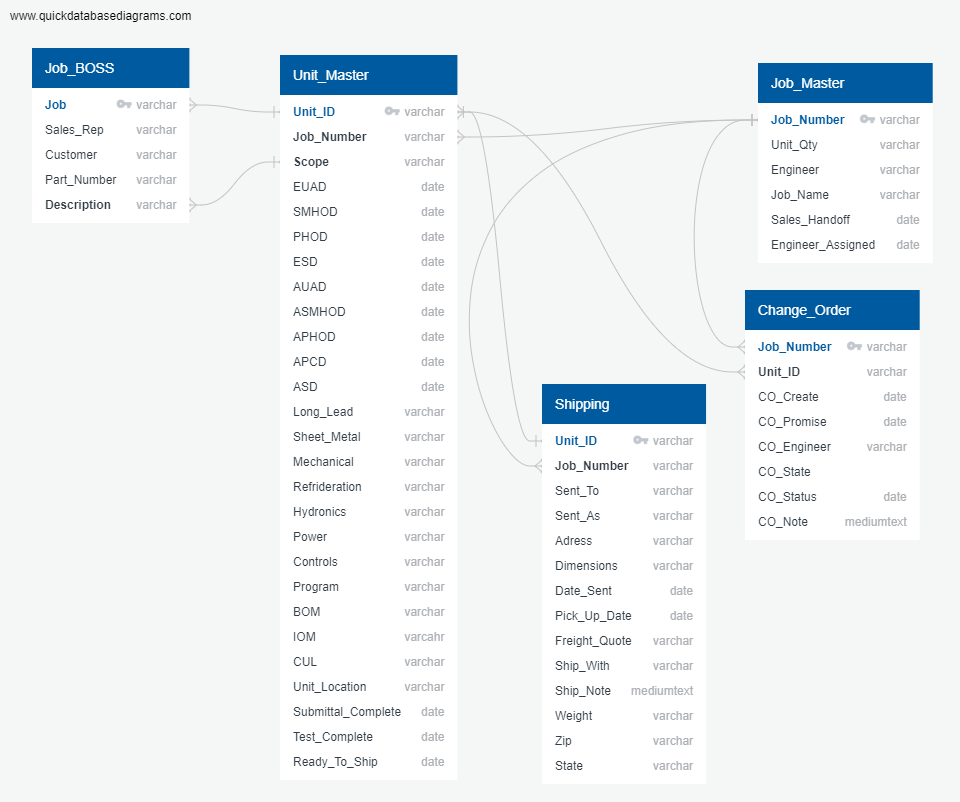 www.quickdatabasediagrams.com
Job_BOSS
Job varchar
Sales_Rep varchar
Customer varchar
Part_Number varchar
Description varchar
Unit_Master
Unit_ID varchar
Job_Number varchar
Scope varchar
EUAD date
SMHOD date
PHOD date
ESD date
AUAD date
ASMHOD date
APHOD date
APCD date
ASD date
Long_Lead varchar
Sheet_Metal varchar
Mechanical varchar
Refrideration varchar
Hydronics varchar
Power varchar
Controls varchar
Program varchar
BOM varchar
IOM varcahr
CUL varchar
Unit_Location varchar
Submittal_Complete date
Test_Complete date
Ready_To_Ship date
Shipping
Unit_ID varchar
Job_Number varchar
Sent_To varchar
Sent_As varchar
Adress varchar
Dimensions varchar
Date_Sent date
Pick_Up_Date date
Freight_Quote varchar
Ship_With varchar
Ship_Note mediumtext
Weight varchar
Zip varchar
State varchar
Job_Master
Job_Number varchar
Unit_Qty varchar
Engineer varchar
Job_Name varchar
Sales_Handoff date
Engineer_Assigned date
Change_Order
Job_Number varchar
Unit_ID varchar
CO_Create date
CO_Promise date
CO_Engineer varchar
CO_State
CO_Status date
CO_Note mediumtext